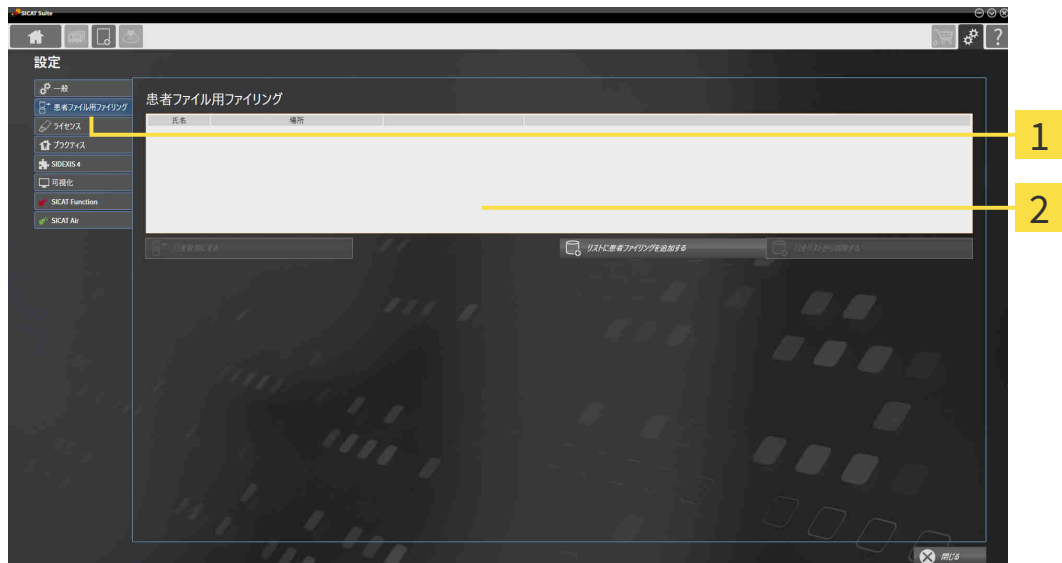 SICAT Suite
?
設定
一般
患者ファイル用ファイリング
ライセンス
プラクティス
SIDEXIS 4
可視化
SICAT Function
SICAT Air
患者ファイル用ファイリング
氏名 場所
リストに患者ファイリングを追加する
閉じる
1
2